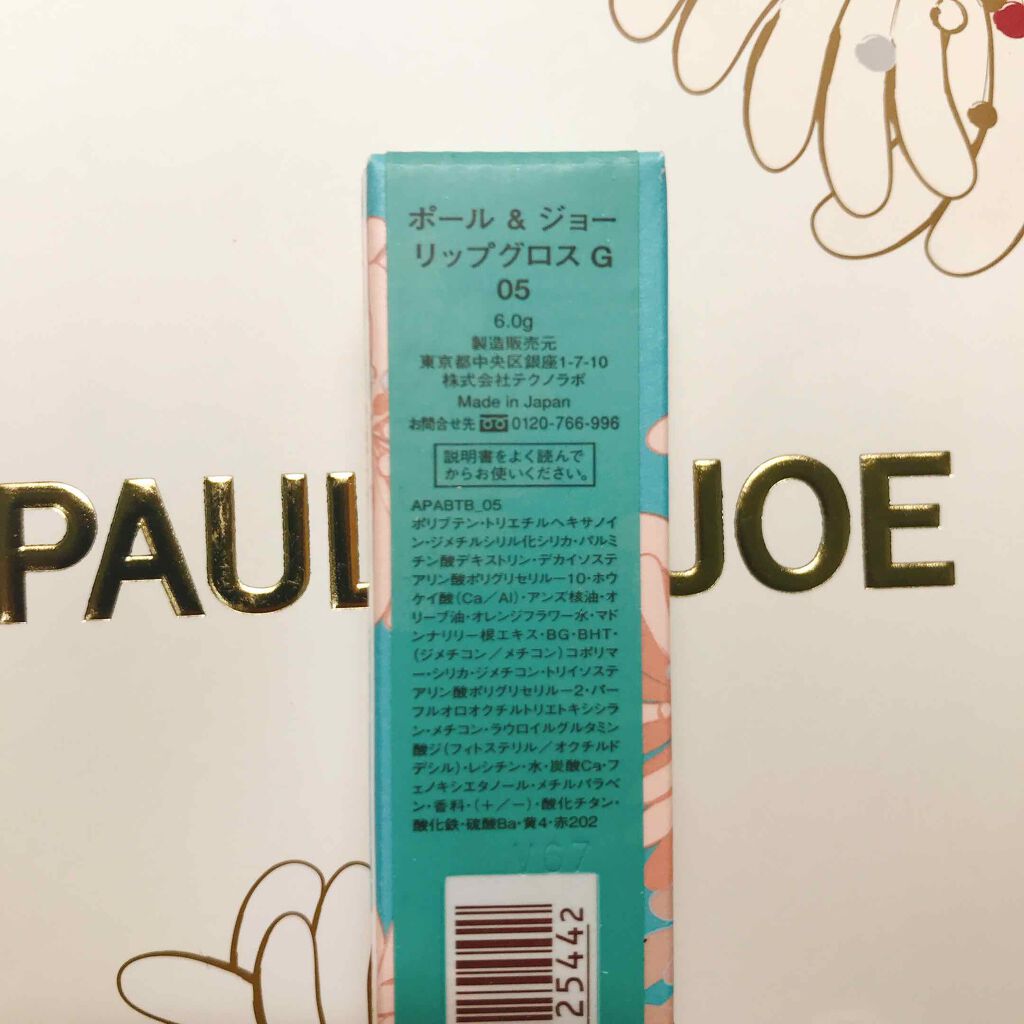 PAUL JOE
ポール & ジョー
リップグロス G
05
6.0g
製造販売元
東京都中央区銀座1-7-10
株式会社テクノラボ
Made in Japan
お問合せ先 0120-766-996
説明書をよく読んで
からお使いください。
APABTB_05
ポリブテン・トリエチルヘキサノイ
ン・ジメチルシリル化シリカ・パルミ
チン酸デキストリン・デカイソステ
アリン酸ポリグリセリル－10・ホウ
ケイ酸(Ca／Al)・アンズ核油・オ
リーブ油・オレンジフラワー水・マド
ンナリリー根エキス・BG・BHT・
(ジメチコン／メチコン)コポリマ
ー・シリカ・ジメチコン・トリイソステ
アリン酸ポリグリセリル－2・パー
フルオロオクチルトリエトキシシラ
ン・メチコン・ラウロイルグルタミン
酸ジ(フィトステリル／オクチルド
デシル)・レシチン・水・炭酸Ca・フ
ェノキシエタノール・メチルパラベ
ン・香料・(＋／－)・酸化チタン・
酸化鉄・硫酸Ba・黄4・赤202
V67
25442